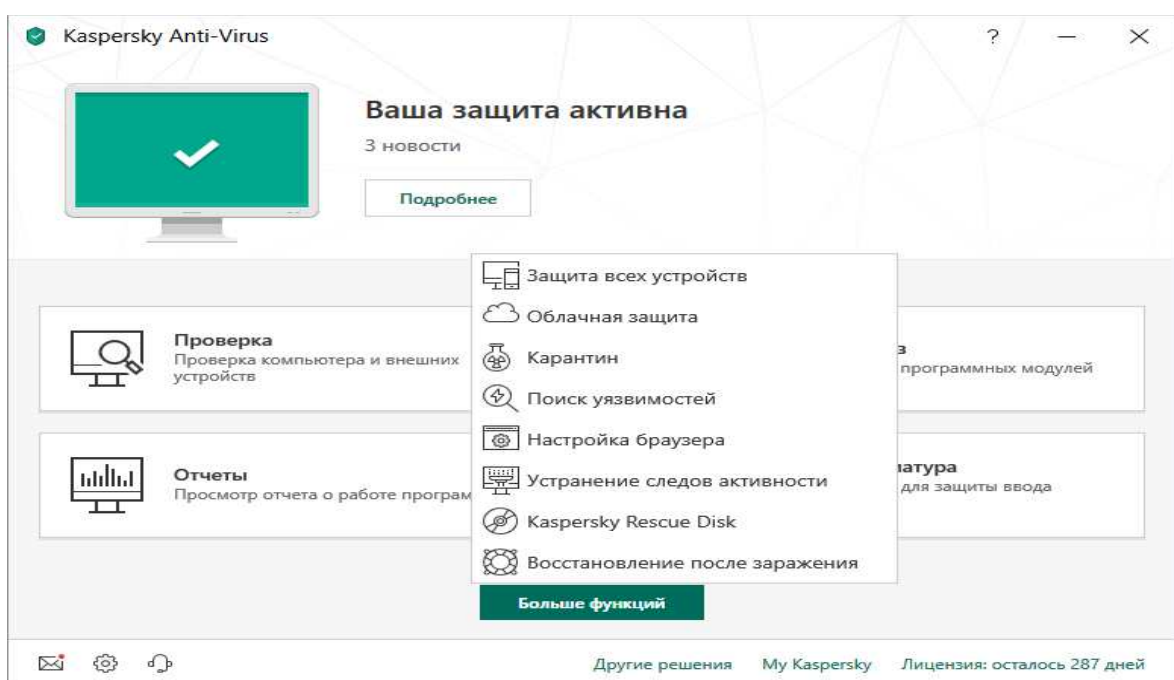 Kaspersky Anti-Virus
?
Ваша защита активна
3 новости
Подробнее
Проверка
Проверка компьютера и внешних
устройств
Отчеты
Просмотр отчета о работе програм
Защита всех устройств
Облачная защита
Карантин
Поиск уязвимостей
Настройка браузера
Устранение следов активности
Kaspersky Rescue Disk
Восстановление после заражения
программных модулей
для защиты ввода
Больше функций
Другие решения
My Kaspersky
Лицензия: осталось 287 дней